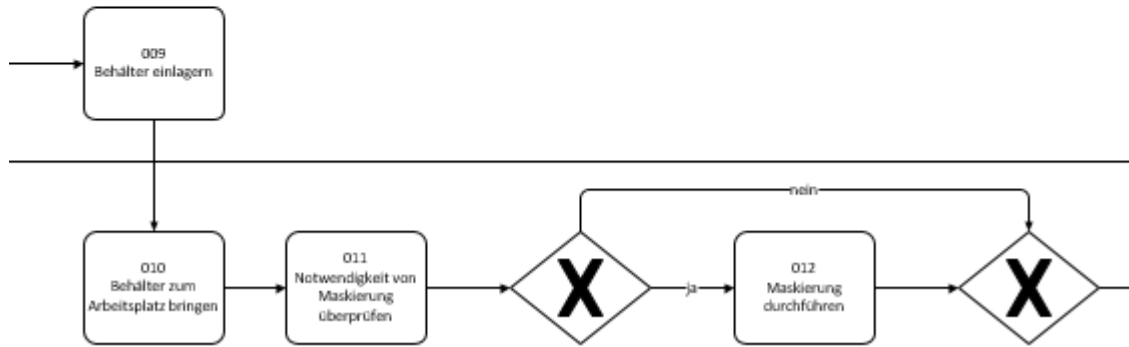 009
Behälter einlagern
nein
010
Behälter zum
Arbeitsplatz bringen
011
Notwendigkeit von
Maskierung
überprüfen
X
ja
012
Maskierung
durchführen
X